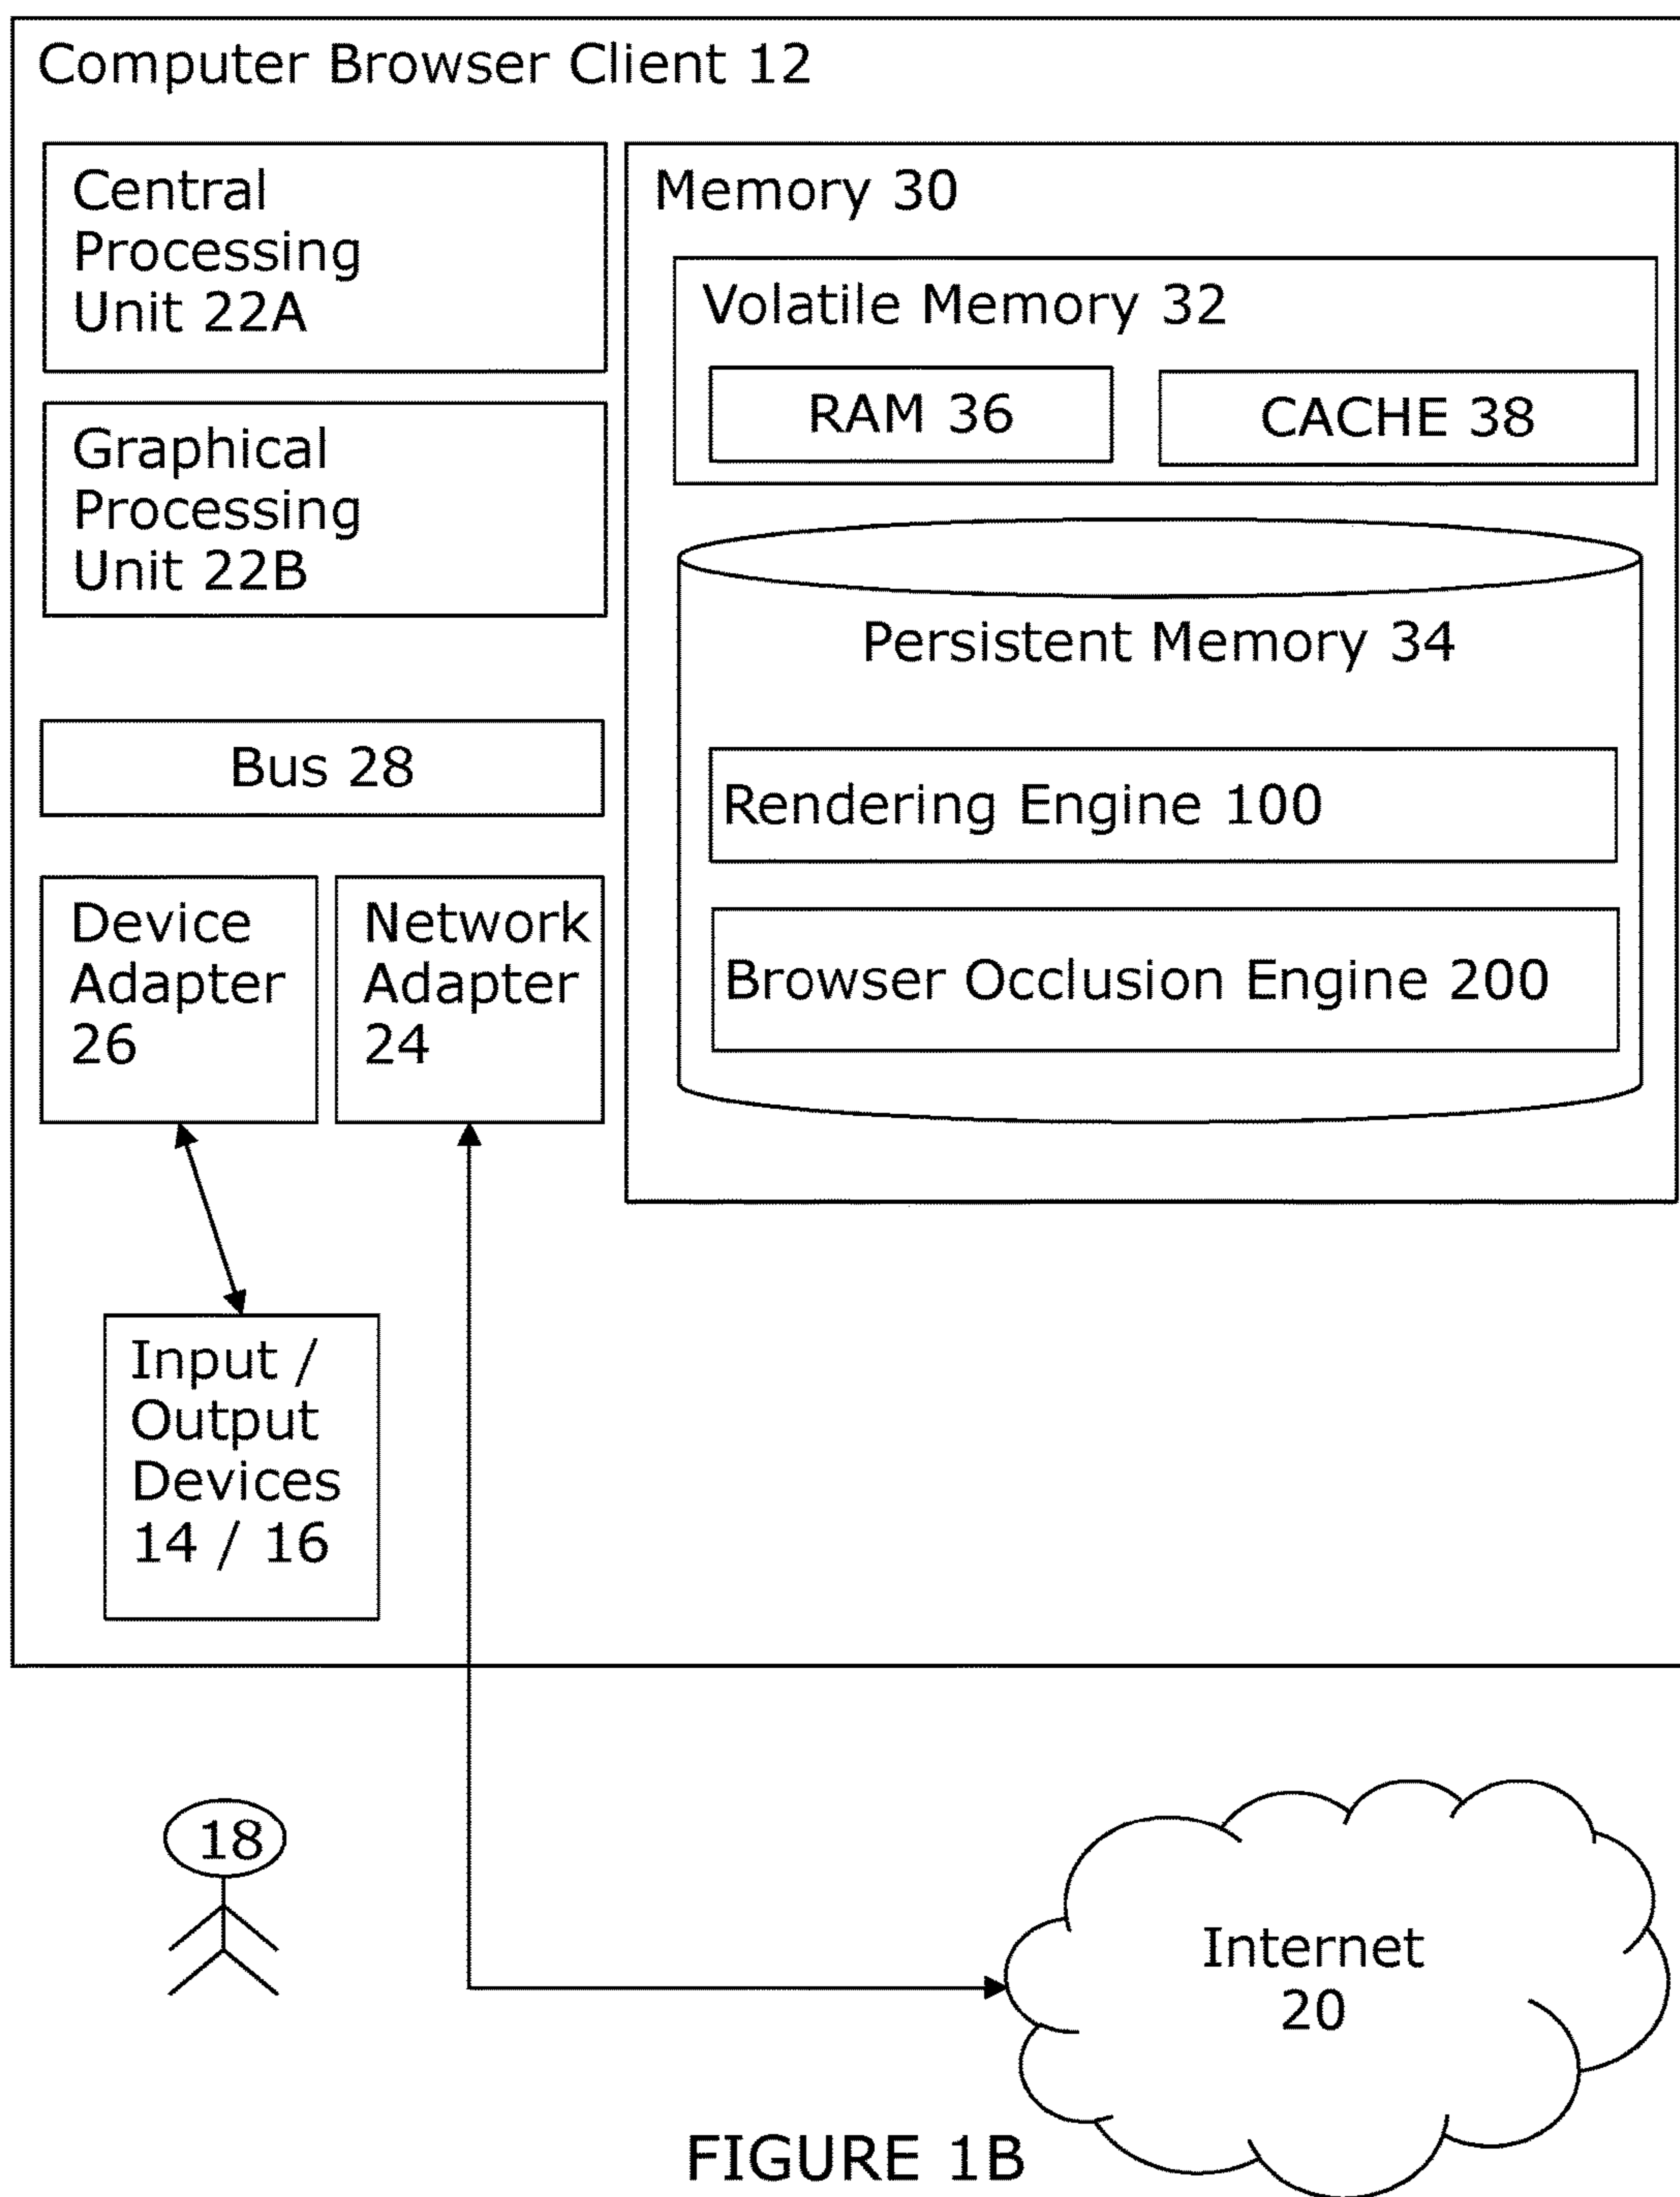 Computer Browser Client 12
Central
Processing
Unit 22A
Graphical
Processing
Unit 22B
Bus 28
Device
Adapter
26
Network
Adapter
24
Input /
Output
Devices
14 / 16
Memory 30
Volatile Memory 32
RAM 36
CACHE 38
Persistent Memory 34
Rendering Engine 100
Browser Occlusion Engine 200
18
Internet
20
FIGURE 1B